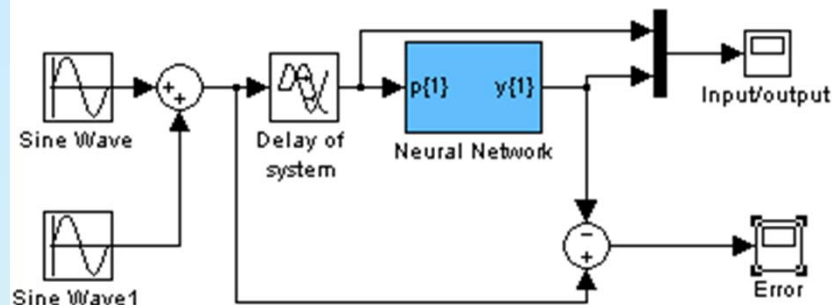 Sine Wave
Sine Wave1
+
+
Delay of
system
p{1}
y{1}
Neural Network
Input/output
−
+
Error